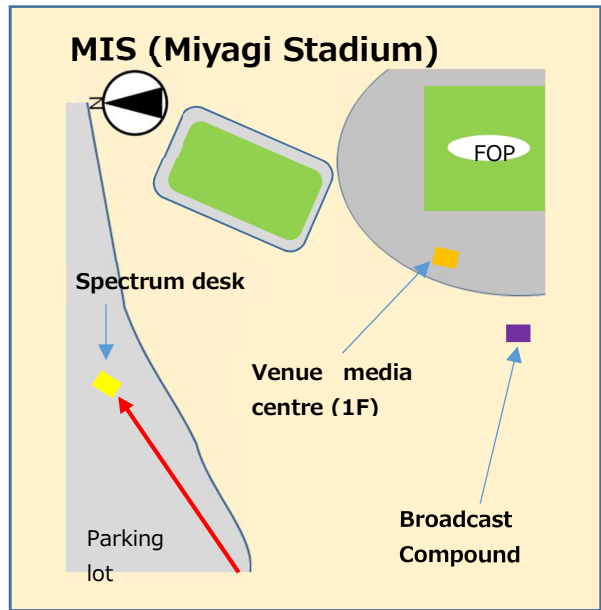 MIS (Miyagi Stadium)
N
FOP
Spectrum desk
Venue media
centre (1F)
Broadcast
Compound
Parking
lot